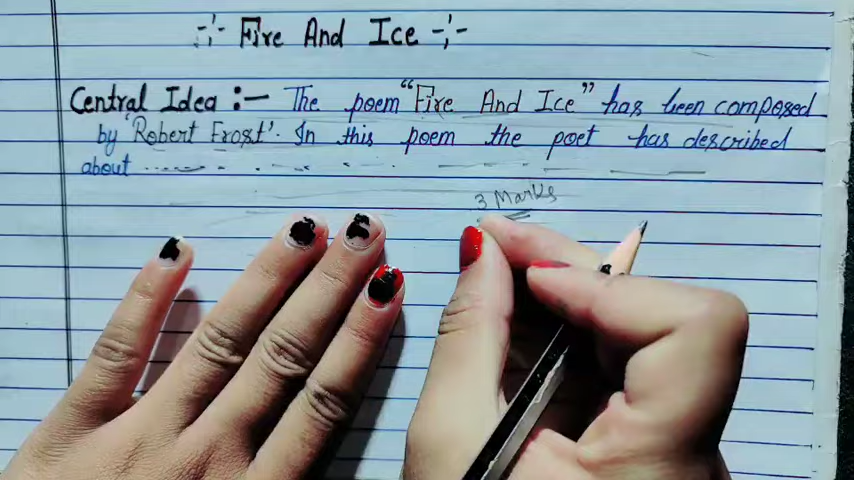 Fire And Ice
Central Idea :- The poem "Fire And Ice" has been composed
by 'Robert Frost'. In this poem the poet has described
about ...........
3 Marks